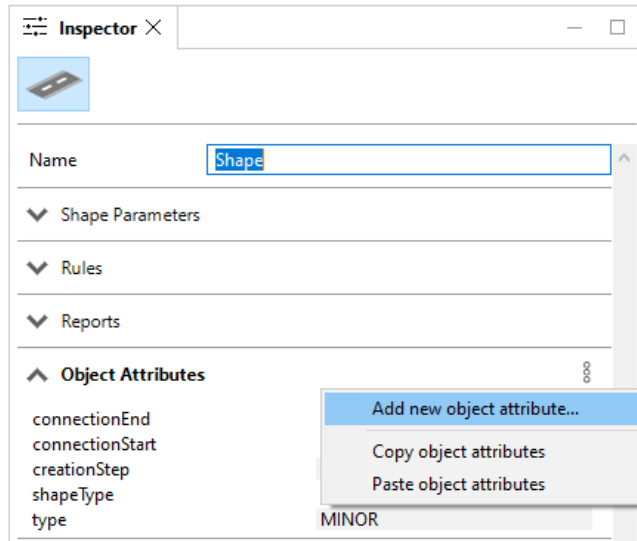 Inspector
Name Shape
Shape Parameters
Rules
Reports
Object Attributes
Add new object attribute...
connectionEnd
connectionStart
Copy object attributes
creationStep
Paste object attributes
shapeType
type MINOR